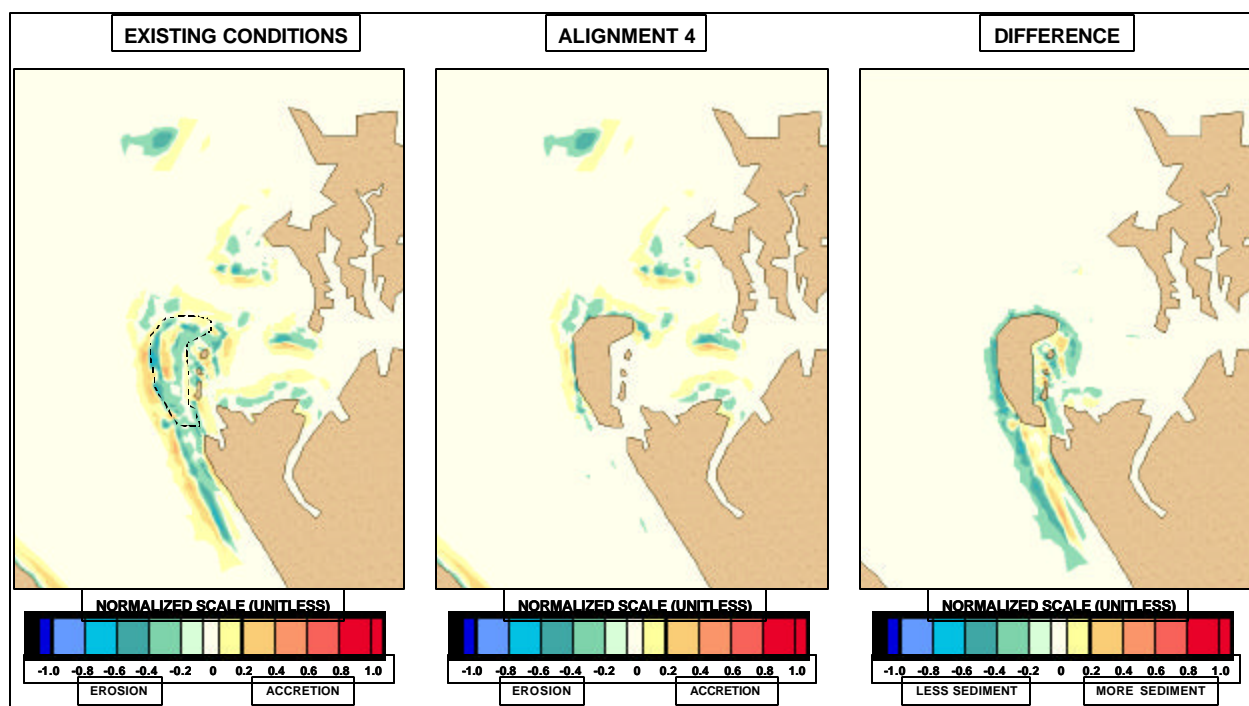 EXISTING CONDITIONS
ALIGNMENT 4
DIFFERENCE
NORMALIZED SCALE (UNITLESS)
-1.0 -0.8 -0.6 -0.4 -0.2 0 0.2 0.4 0.6 0.8 1.0
EROSION ACCRETION
NORMALIZED SCALE (UNITLESS)
-1.0 -0.8 -0.6 -0.4 -0.2 0 0.2 0.4 0.6 0.8 1.0
EROSION ACCRETION
NORMALIZED SCALE (UNITLESS)
-1.0 -0.8 -0.6 -0.4 -0.2 0 0.2 0.4 0.6 0.8 1.0
LESS SEDIMENT MORE SEDIMENT